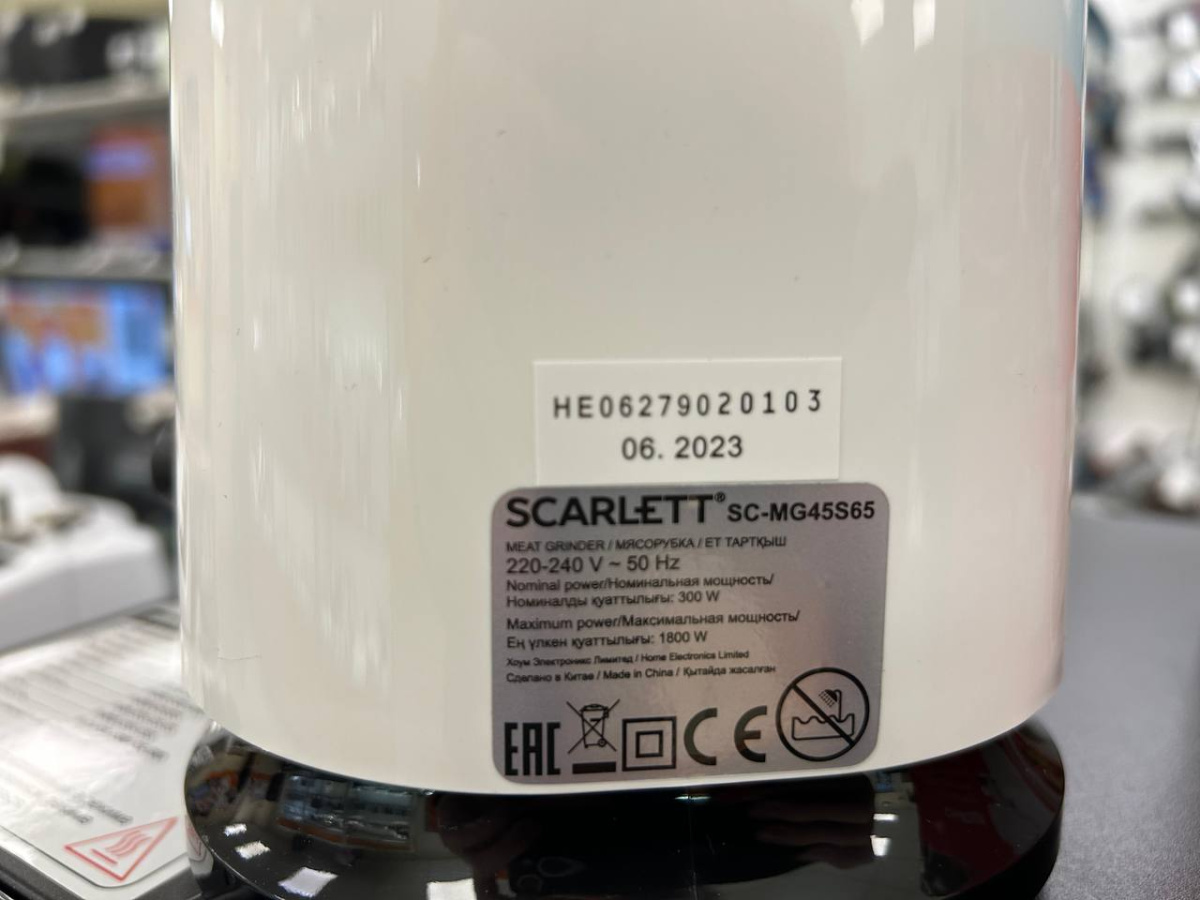 HE06279020103
06. 2023
SCARLETT® SC-MG45S65
MEAT GRINDER / МЯСОРУБКА / ЕТ ТАРТҚЫШ
220-240 V ~ 50 Hz
Nominal power/Номинальная мощность/
Номиналды қуаттылығы: 300 W
Maximum power/Максимальная мощность/
Ең үлкен қуаттылығы: 1800 W
Хоум Электроникс Лимитед / Home Electronics Limited
Сделано в Китае / Made in China / Қытайда жасалған
EAC CE